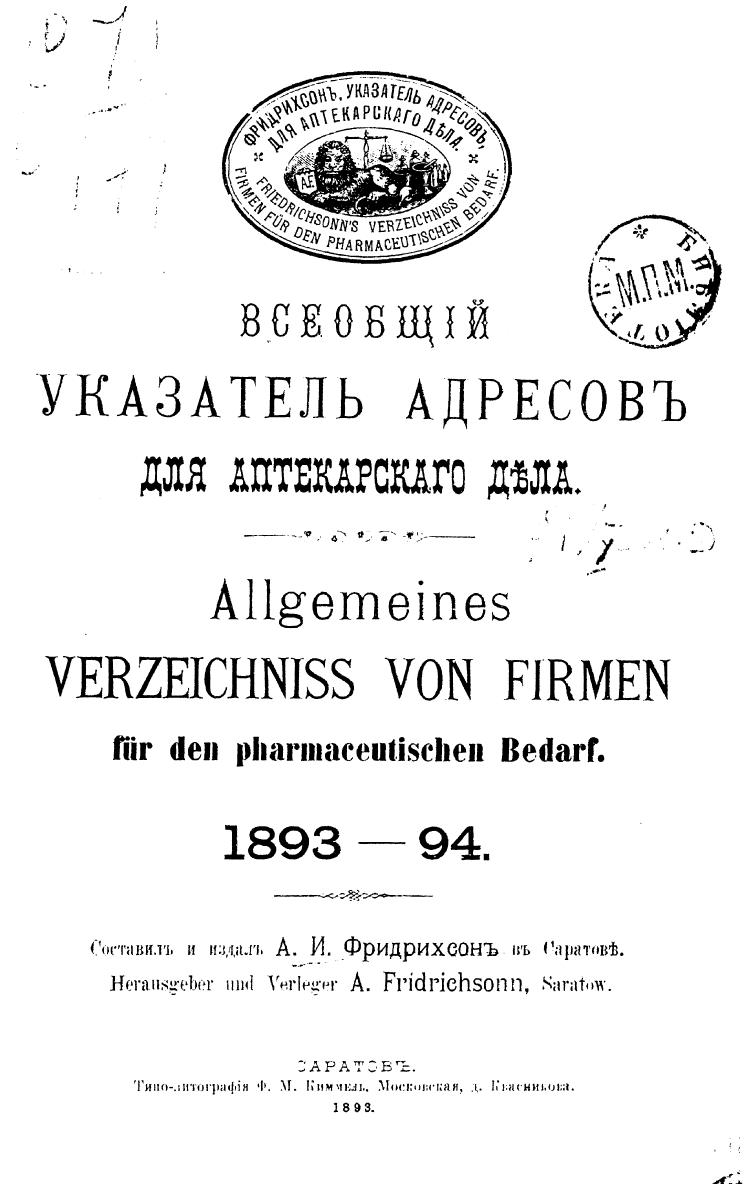 ФРИДРИХСОНЪ, УКАЗАТЕЛЬ АДРЕСОВЪ,
ДЛЯ АПТЕКАРСКАГО ДѢЛА.
A.F.
FRIEDRICHSONN'S VERZEICHNISS VON
FIRMEN FÜR DEN PHARMACEUTISCHEN BEDARF.
БИБЛІОТЕКА
М.П.М.
ВСЕОБЩІЙ
УКАЗАТЕЛЬ АДРЕСОВЪ
ДЛЯ АПТЕКАРСКАГО ДѢЛА.
Allgemeines
VERZEICHNISS VON FIRMEN
für den pharmaceutischen Bedarf.
1893 — 94.
Составилъ и издалъ А. И. Фридрихсонъ въ Саратовѣ.
Herausgeber und Verleger A. Fridrichsonn, Saratow.
САРАТОВЪ.
Типо-литографія Ф. М. Киммель, Московская, д. Квасникова.
1893.